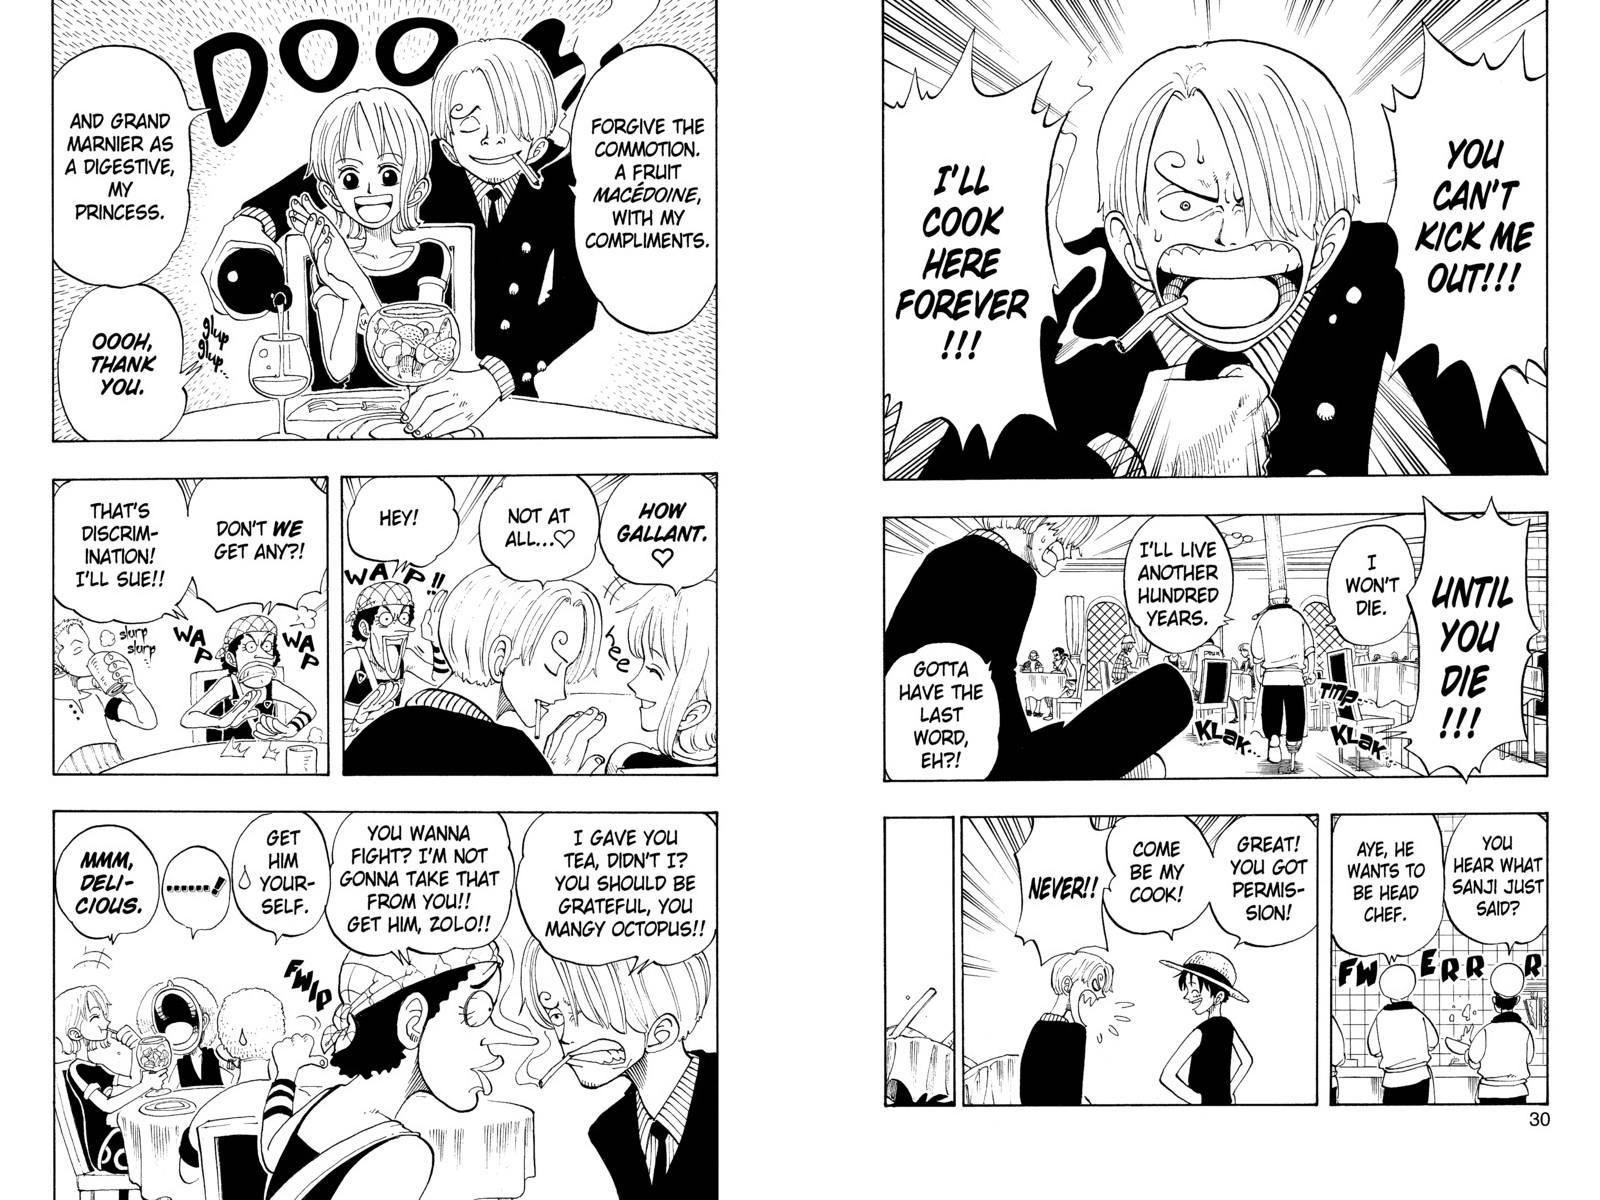 YOU
CAN'T
KICK ME
OUT!!!
I'LL
COOK
HERE
FOREVER
!!!
UNTIL
YOU
DIE
!!!
I
WON'T
DIE.
I'LL LIVE
ANOTHER
HUNDRED
YEARS.
TMP
KLAK
KLAK...
GOTTA
HAVE THE
LAST
WORD,
EH?!
YOU
HEAR WHAT
SANJI JUST
SAID?
AYE, HE
WANTS TO
BE HEAD
CHEF.
FWERRRR
GREAT!
YOU GOT
PERMIS-
SION!
COME
BE MY
COOK!
NEVER!!
30
DOOM
FORGIVE THE
COMMOTION.
A FRUIT
MACÉDOINE,
WITH MY
COMPLIMENTS.
AND GRAND
MARNIER AS
A DIGESTIVE,
MY
PRINCESS.
glup
glup...
OOOH,
THANK
YOU.
HOW
GALLANT.
♡
NOT AT
ALL...♡
HEY!
WAP!!
hee
DON'T WE
GET ANY?!
THAT'S
DISCRIM-
INATION!
I'LL SUE!!
WAP
WAP
slurp
slurp
I GAVE YOU
TEA, DIDN'T I?
YOU SHOULD BE
GRATEFUL, YOU
MANGY OCTOPUS!!
YOU WANNA
FIGHT? I'M NOT
GONNA TAKE THAT
FROM YOU!!
GET HIM, ZOLO!!
FWIP
GET
HIM
YOUR-
SELF.
......!
MMM,
DELI-
CIOUS.